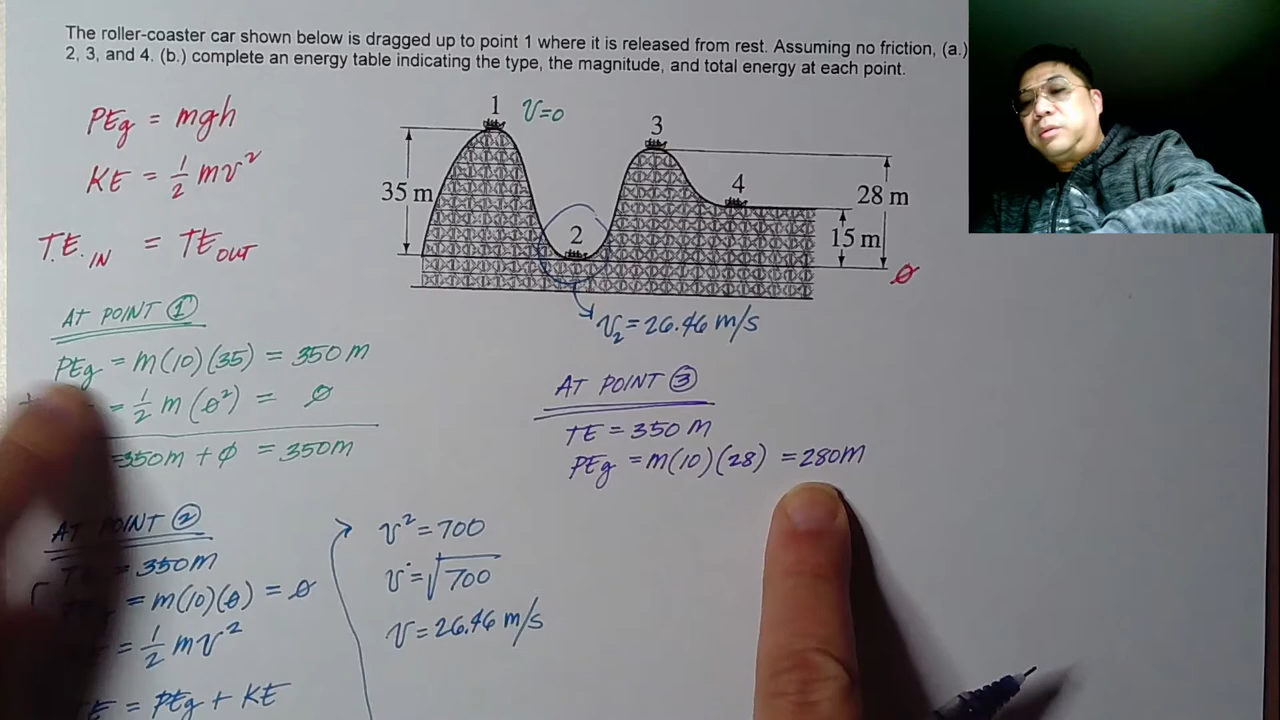 The roller-coaster car shown below is dragged up to point 1 where it is released from rest. Assuming no friction, (a.)
2, 3, and 4. (b.) complete an energy table indicating the type, the magnitude, and total energy at each point.
PEg = mgh
KE = 1/2 mv²
T.E. IN = TE OUT
1 V=0
3
4
2
35 m
28 m
15 m
∅
V₂ = 26.46 m/s
AT POINT ①
PEg = m(10)(35) = 350 m
+ = 1/2 m (0²) = ∅
=350m + ∅ = 350m
AT POINT ②
TE = 350m
= m(10)(0) = ∅
= 1/2 mv²
= PEg + KE
v² = 700
v = √700
v = 26.46 m/s
AT POINT ③
TE = 350 m
PEg = m(10)(28) = 280m